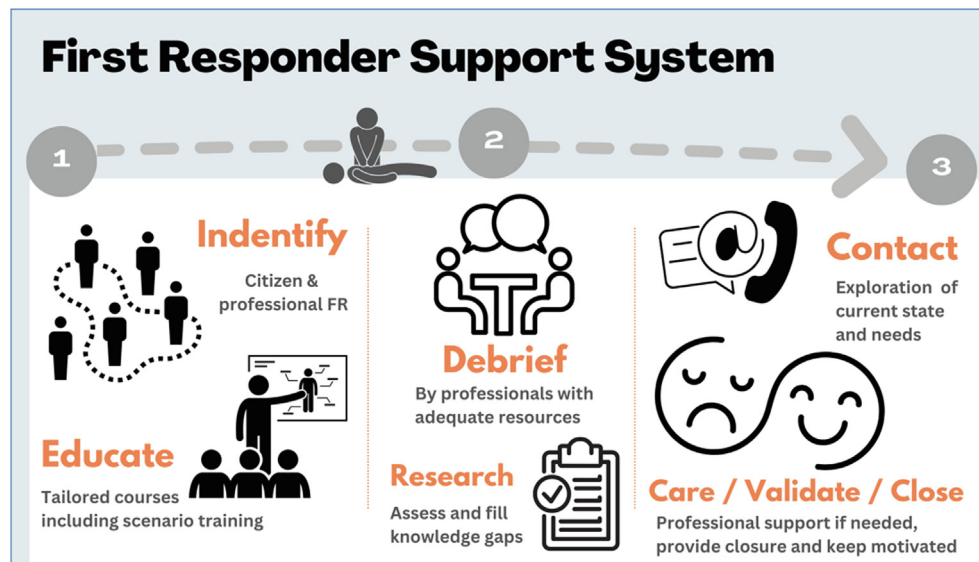 First Responder Support System
1
2
3
Indentify
Citizen &
professional FR
Educate
Tailored courses
including scenario training
Debrief
By professionals with
adequate resources
Research
Assess and fill
knowledge gaps
Contact
Exploration of
current state
and needs
Care / Validate / Close
Professional support if needed,
provide closure and keep motivated